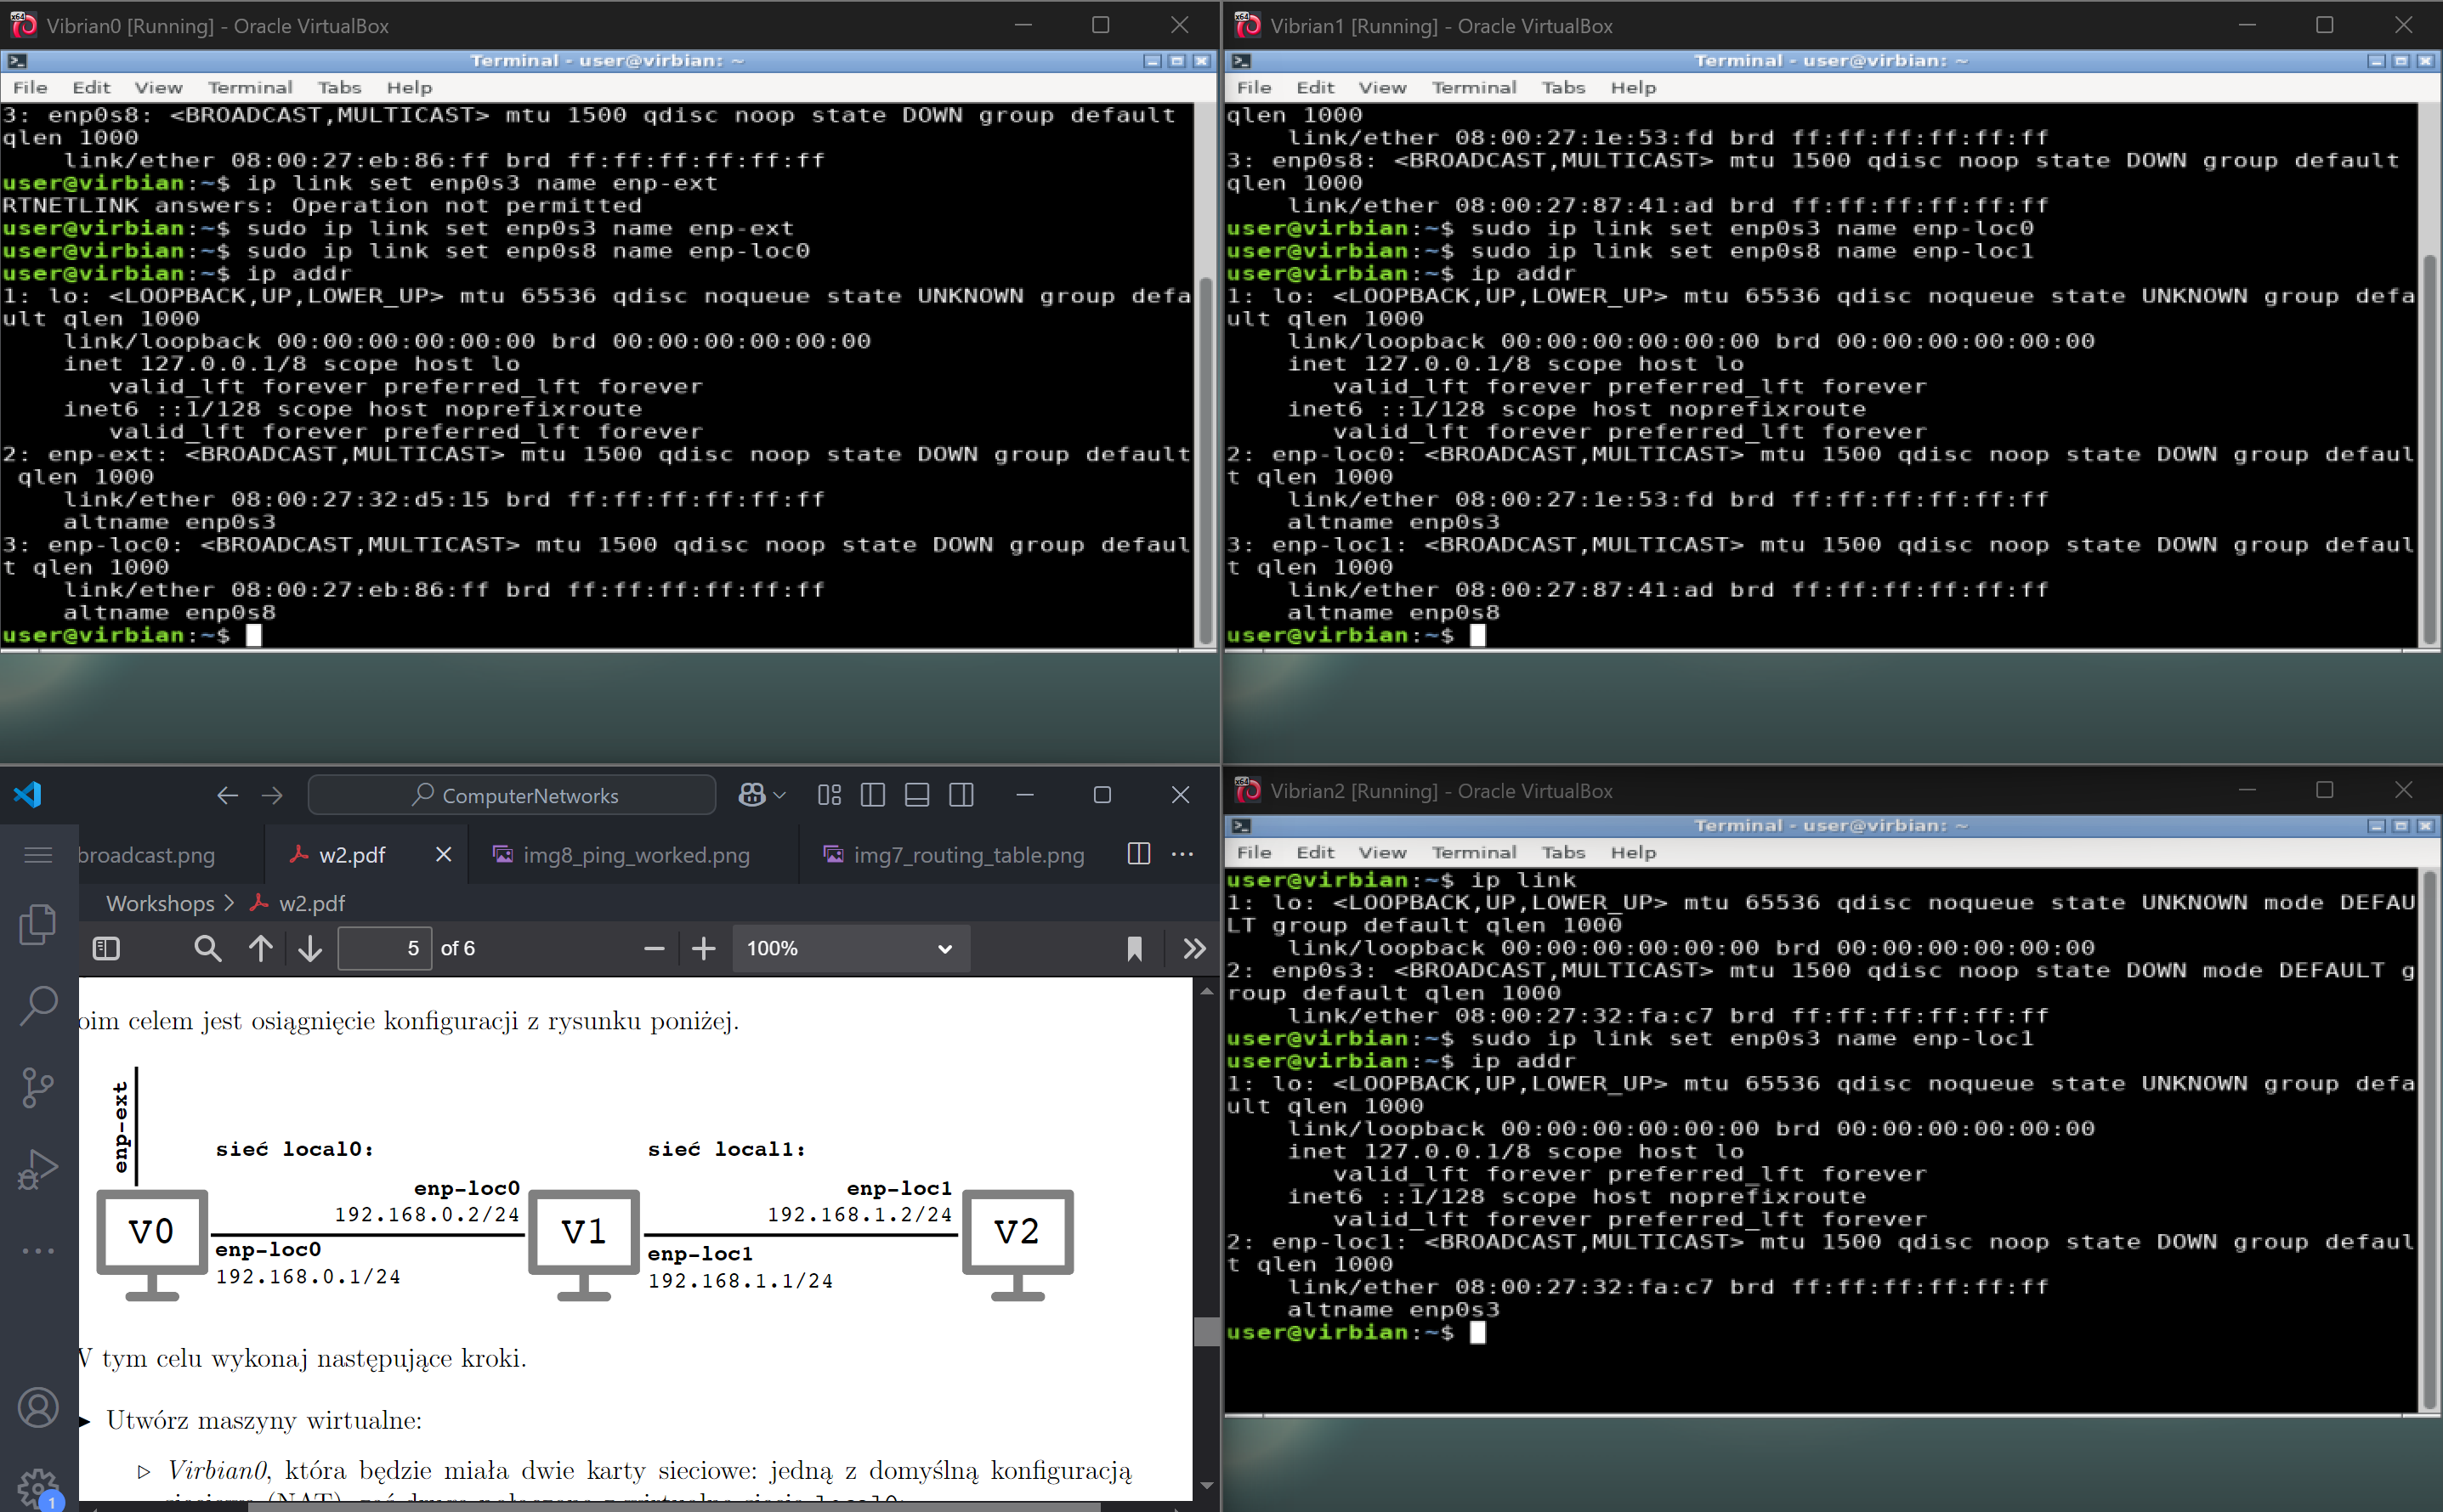 Vibrian0 [Running] - Oracle VirtualBox
Terminal - user@virbian: ~
File Edit View Terminal Tabs Help
3: enp0s8: <BROADCAST,MULTICAST> mtu 1500 qdisc noop state DOWN group default
qlen 1000
link/ether 08:00:27:eb:86:ff brd ff:ff:ff:ff:ff:ff
user@virbian:~$ ip link set enp0s3 name enp-ext
RTNETLINK answers: Operation not permitted
user@virbian:~$ sudo ip link set enp0s3 name enp-ext
user@virbian:~$ sudo ip link set enp0s8 name enp-loc0
user@virbian:~$ ip addr
1: lo: <LOOPBACK,UP,LOWER_UP> mtu 65536 qdisc noqueue state UNKNOWN group defa
ult qlen 1000
link/loopback 00:00:00:00:00:00 brd 00:00:00:00:00:00
inet 127.0.0.1/8 scope host lo
valid_lft forever preferred_lft forever
inet6 ::1/128 scope host noprefixroute
valid_lft forever preferred_lft forever
2: enp-ext: <BROADCAST,MULTICAST> mtu 1500 qdisc noop state DOWN group default
qlen 1000
link/ether 08:00:27:32:d5:15 brd ff:ff:ff:ff:ff:ff
altname enp0s3
3: enp-loc0: <BROADCAST,MULTICAST> mtu 1500 qdisc noop state DOWN group defaul
t qlen 1000
link/ether 08:00:27:eb:86:ff brd ff:ff:ff:ff:ff:ff
altname enp0s8
user@virbian:~$
Vibrian1 [Running] - Oracle VirtualBox
Terminal - user@virbian: ~
File Edit View Terminal Tabs Help
qlen 1000
link/ether 08:00:27:1e:53:fd brd ff:ff:ff:ff:ff:ff
3: enp0s8: <BROADCAST,MULTICAST> mtu 1500 qdisc noop state DOWN group default
qlen 1000
link/ether 08:00:27:87:41:ad brd ff:ff:ff:ff:ff:ff
user@virbian:~$ sudo ip link set enp0s3 name enp-loc0
user@virbian:~$ sudo ip link set enp0s8 name enp-loc1
user@virbian:~$ ip addr
1: lo: <LOOPBACK,UP,LOWER_UP> mtu 65536 qdisc noqueue state UNKNOWN group defa
ult qlen 1000
link/loopback 00:00:00:00:00:00 brd 00:00:00:00:00:00
inet 127.0.0.1/8 scope host lo
valid_lft forever preferred_lft forever
inet6 ::1/128 scope host noprefixroute
valid_lft forever preferred_lft forever
2: enp-loc0: <BROADCAST,MULTICAST> mtu 1500 qdisc noop state DOWN group defaul
t qlen 1000
link/ether 08:00:27:1e:53:fd brd ff:ff:ff:ff:ff:ff
altname enp0s3
3: enp-loc1: <BROADCAST,MULTICAST> mtu 1500 qdisc noop state DOWN group defaul
t qlen 1000
link/ether 08:00:27:87:41:ad brd ff:ff:ff:ff:ff:ff
altname enp0s8
user@virbian:~$
ComputerNetworks
broadcast.png w2.pdf img8_ping_worked.png img7_routing_table.png
Workshops > w2.pdf
5 of 6 100%
oim celem jest osiągnięcie konfiguracji z rysunku poniżej.
enp-ext
sieć local0: sieć local1:
enp-loc0 enp-loc1
192.168.0.2/24 192.168.1.2/24
V0 V1 V2
enp-loc0 enp-loc1
192.168.0.1/24 192.168.1.1/24
W tym celu wykonaj następujące kroki.
► Utwórz maszyny wirtualne:
▷ Virbian0, która będzie miała dwie karty sieciowe: jedną z domyślną konfiguracją
1
Vibrian2 [Running] - Oracle VirtualBox
Terminal - user@virbian: ~
File Edit View Terminal Tabs Help
user@virbian:~$ ip link
1: lo: <LOOPBACK,UP,LOWER_UP> mtu 65536 qdisc noqueue state UNKNOWN mode DEFAU
LT group default qlen 1000
link/loopback 00:00:00:00:00:00 brd 00:00:00:00:00:00
2: enp0s3: <BROADCAST,MULTICAST> mtu 1500 qdisc noop state DOWN mode DEFAULT g
roup default qlen 1000
link/ether 08:00:27:32:fa:c7 brd ff:ff:ff:ff:ff:ff
user@virbian:~$ sudo ip link set enp0s3 name enp-loc1
user@virbian:~$ ip addr
1: lo: <LOOPBACK,UP,LOWER_UP> mtu 65536 qdisc noqueue state UNKNOWN group defa
ult qlen 1000
link/loopback 00:00:00:00:00:00 brd 00:00:00:00:00:00
inet 127.0.0.1/8 scope host lo
valid_lft forever preferred_lft forever
inet6 ::1/128 scope host noprefixroute
valid_lft forever preferred_lft forever
2: enp-loc1: <BROADCAST,MULTICAST> mtu 1500 qdisc noop state DOWN group defaul
t qlen 1000
link/ether 08:00:27:32:fa:c7 brd ff:ff:ff:ff:ff:ff
altname enp0s3
user@virbian:~$